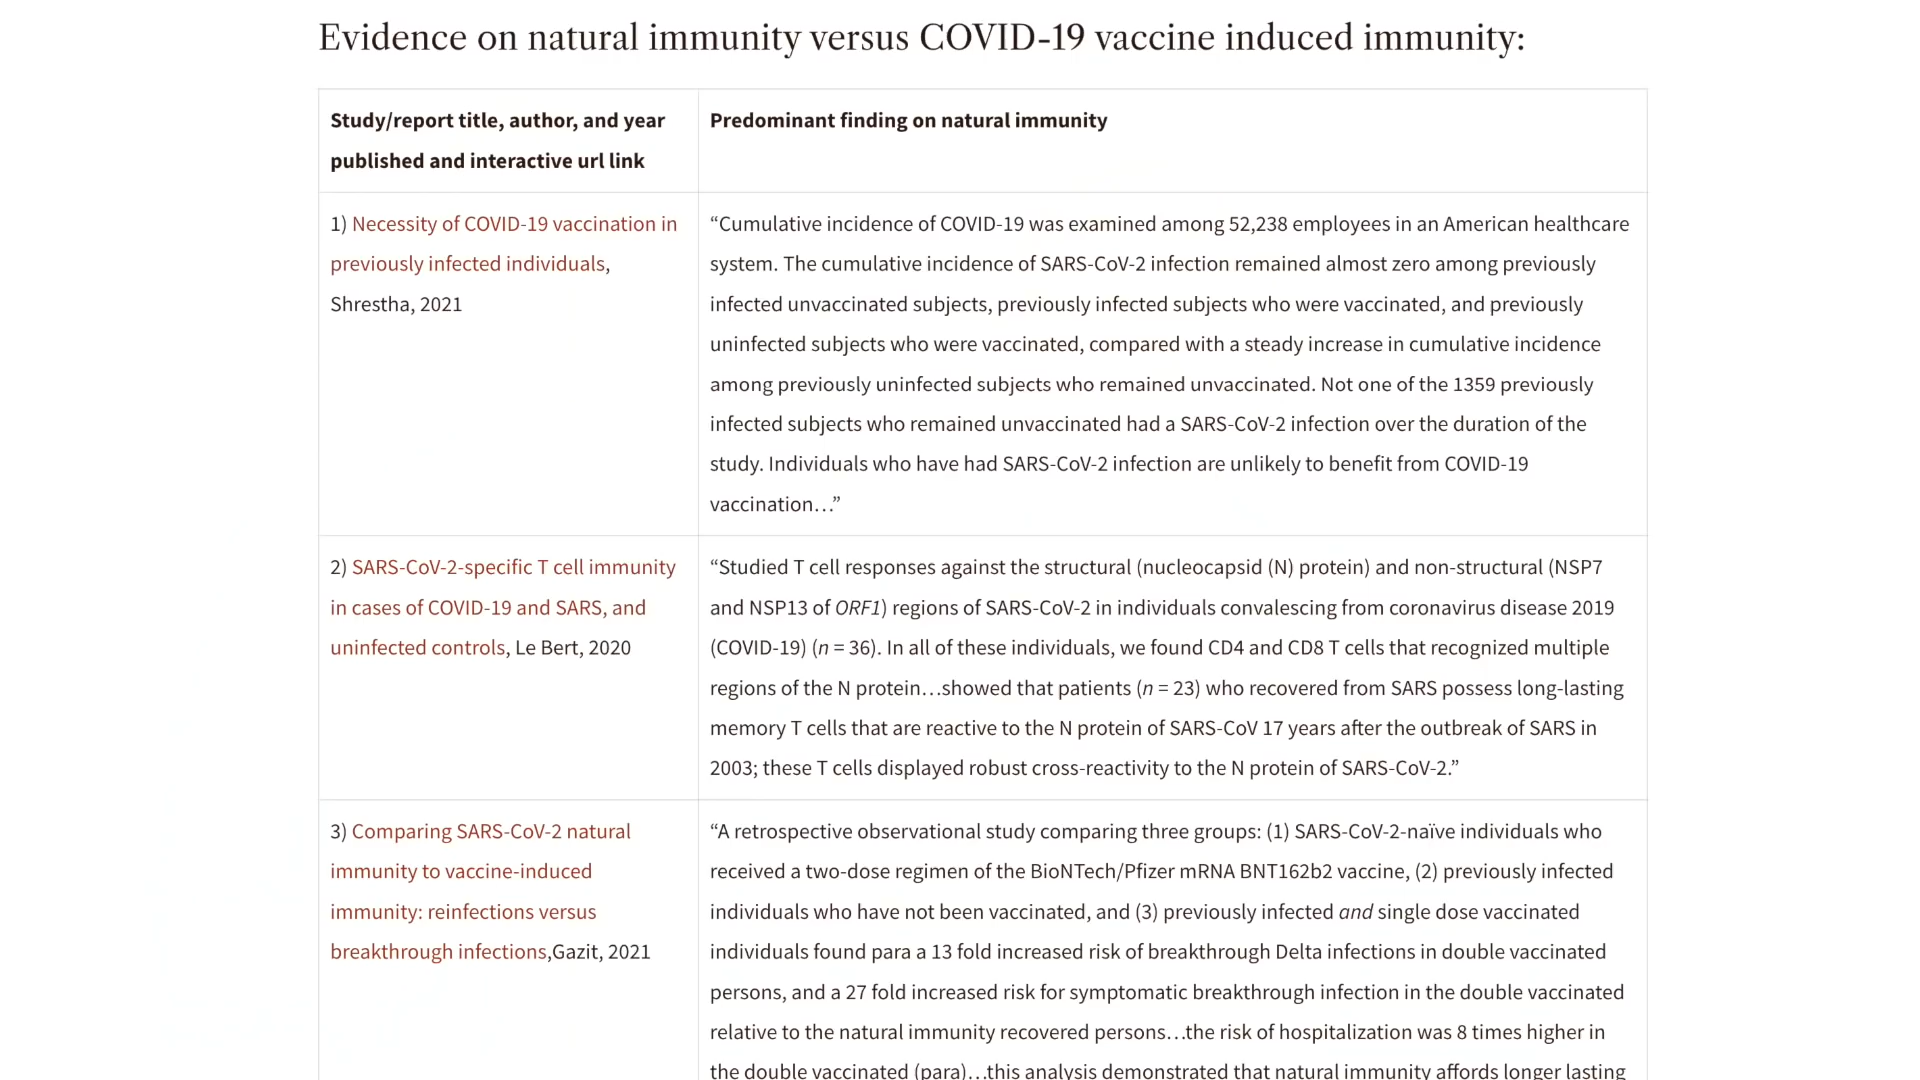 Evidence on natural immunity versus COVID-19 vaccine induced immunity:
Study/report title, author, and year
published and interactive url link
Predominant finding on natural immunity
1) Necessity of COVID-19 vaccination in
previously infected individuals,
Shrestha, 2021
“Cumulative incidence of COVID-19 was examined among 52,238 employees in an American healthcare
system. The cumulative incidence of SARS-CoV-2 infection remained almost zero among previously
infected unvaccinated subjects, previously infected subjects who were vaccinated, and previously
uninfected subjects who were vaccinated, compared with a steady increase in cumulative incidence
among previously uninfected subjects who remained unvaccinated. Not one of the 1359 previously
infected subjects who remained unvaccinated had a SARS-CoV-2 infection over the duration of the
study. Individuals who have had SARS-CoV-2 infection are unlikely to benefit from COVID-19
vaccination…”
2) SARS-CoV-2-specific T cell immunity
in cases of COVID-19 and SARS, and
uninfected controls, Le Bert, 2020
“Studied T cell responses against the structural (nucleocapsid (N) protein) and non-structural (NSP7
and NSP13 of ORF1) regions of SARS-CoV-2 in individuals convalescing from coronavirus disease 2019
(COVID-19) (n = 36). In all of these individuals, we found CD4 and CD8 T cells that recognized multiple
regions of the N protein…showed that patients (n = 23) who recovered from SARS possess long-lasting
memory T cells that are reactive to the N protein of SARS-CoV 17 years after the outbreak of SARS in
2003; these T cells displayed robust cross-reactivity to the N protein of SARS-CoV-2.”
3) Comparing SARS-CoV-2 natural
immunity to vaccine-induced
immunity: reinfections versus
breakthrough infections,Gazit, 2021
“A retrospective observational study comparing three groups: (1) SARS-CoV-2-naïve individuals who
received a two-dose regimen of the BioNTech/Pfizer mRNA BNT162b2 vaccine, (2) previously infected
individuals who have not been vaccinated, and (3) previously infected and single dose vaccinated
individuals found para a 13 fold increased risk of breakthrough Delta infections in double vaccinated
persons, and a 27 fold increased risk for symptomatic breakthrough infection in the double vaccinated
relative to the natural immunity recovered persons…the risk of hospitalization was 8 times higher in
the double vaccinated (para)…this analysis demonstrated that natural immunity affords longer lasting